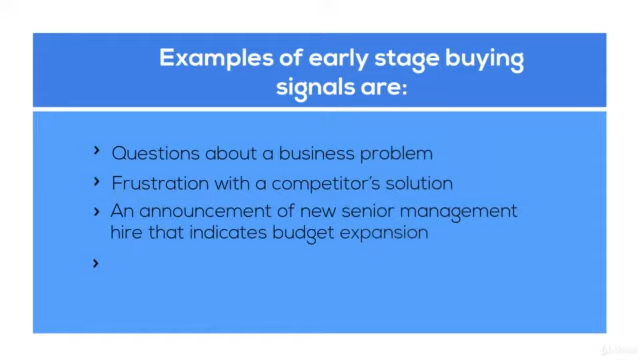 Examples of early stage buying
signals are:
› Questions about a business problem
› Frustration with a competitor's solution
› An announcement of new senior management
hire that indicates budget expansion
›